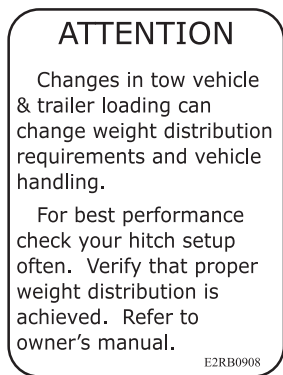 ATTENTION
Changes in tow vehicle
& trailer loading can
change weight distribution
requirements and vehicle
handling.
For best performance
check your hitch setup
often.  Verify that proper
weight distribution is
achieved.  Refer to
owner’s manual.
E2RB0908